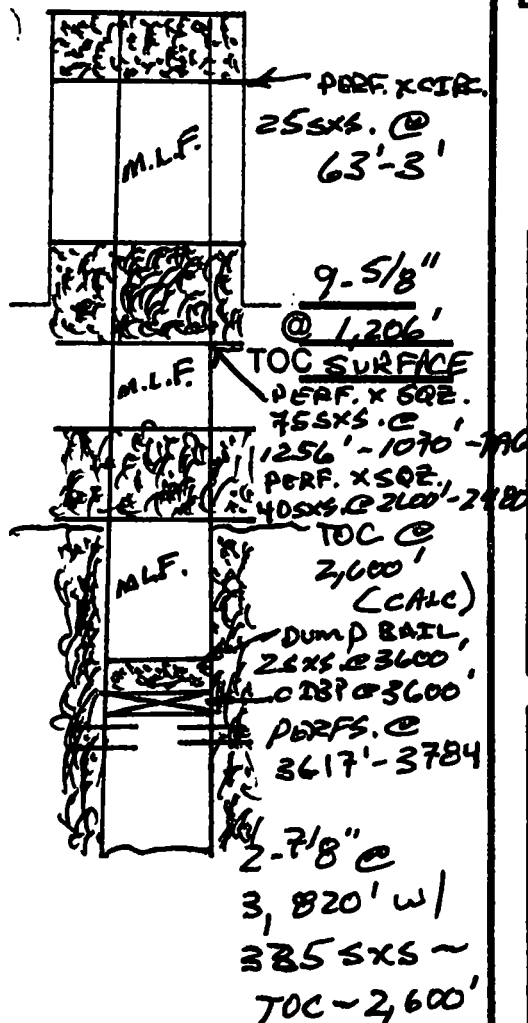 PERF. X CIRC.
25 SXS. @
63'-3'
M.L.F.
9-5/8"
@ 1,206'
TOC SURFACE
M.L.F.
PERF. X SQZ.
75 SXS. @
1256'-1070'-TAG
PERF. X SQZ.
40 SXS. @ 2600'-2480
TOC @
2,600'
(CALC)
M.L.F.
DUMP BAIL
2 SXS. @ 3600'
CIBP @ 3600'
PERFS. @
3617'-3784
2-7/8" @
3,820' W/
385 SXS ~
TOC ~ 2,600'